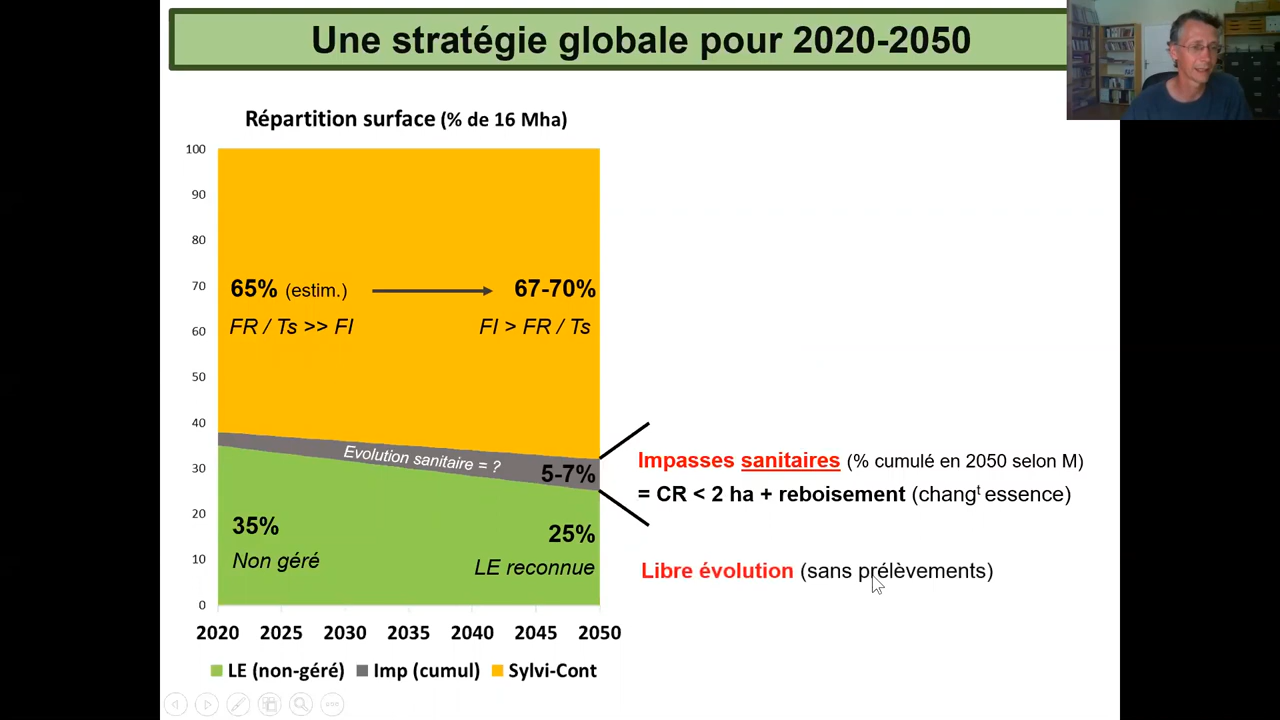 Une stratégie globale pour 2020-2050
Répartition surface (% de 16 Mha)
100
90
80
70
60
50
40
30
20
10
0
65% (estim.)
67-70%
FR / Ts >> FI
FI > FR / Ts
Evolution sanitaire = ?
5-7%
35%
Non géré
25%
LE reconnue
Impasses sanitaires (% cumulé en 2050 selon M)
= CR < 2 ha + reboisement (changt essence)
Libre évolution (sans prélèvements)
2020 2025 2030 2035 2040 2045 2050
LE (non-géré) Imp (cumul) Sylvi-Cont